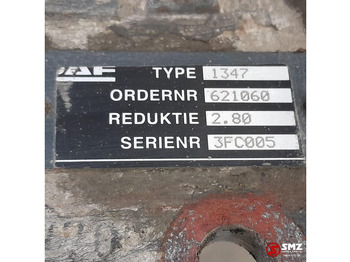 DAF TYPE 1347
ORDERNR 621060
REDUKTIE 2.80
SERIENR 3FC005
SMZ